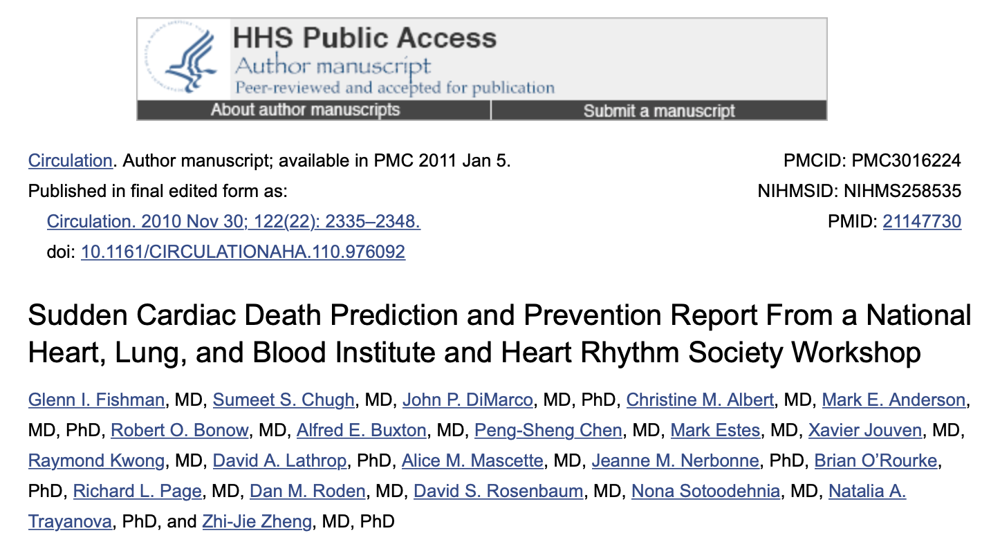 HHS Public Access
Author manuscript
Peer-reviewed and accepted for publication
About author manuscripts
Submit a manuscript
Circulation. Author manuscript; available in PMC 2011 Jan 5.
Published in final edited form as:
Circulation. 2010 Nov 30; 122(22): 2335–2348.
doi: 10.1161/CIRCULATIONAHA.110.976092
PMCID: PMC3016224
NIHMSID: NIHMS258535
PMID: 21147730
Sudden Cardiac Death Prediction and Prevention Report From a National
Heart, Lung, and Blood Institute and Heart Rhythm Society Workshop
Glenn I. Fishman, MD, Sumeet S. Chugh, MD, John P. DiMarco, MD, PhD, Christine M. Albert, MD, Mark E. Anderson,
MD, PhD, Robert O. Bonow, MD, Alfred E. Buxton, MD, Peng-Sheng Chen, MD, Mark Estes, MD, Xavier Jouven, MD,
Raymond Kwong, MD, David A. Lathrop, PhD, Alice M. Mascette, MD, Jeanne M. Nerbonne, PhD, Brian O’Rourke,
PhD, Richard L. Page, MD, Dan M. Roden, MD, David S. Rosenbaum, MD, Nona Sotoodehnia, MD, Natalia A.
Trayanova, PhD, and Zhi-Jie Zheng, MD, PhD